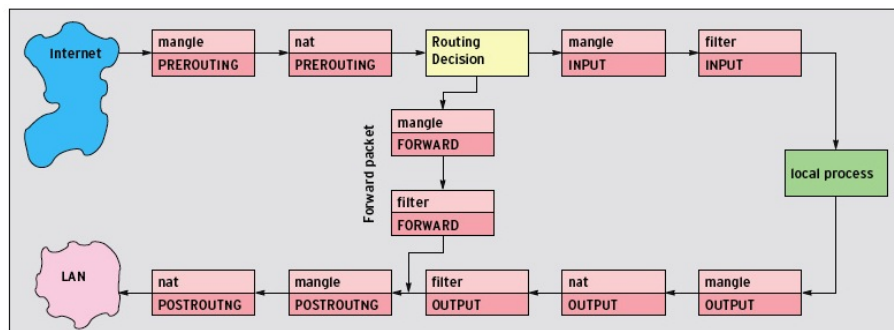 Internet
mangle
PREROUTING
nat
PREROUTING
Routing
Decision
mangle
INPUT
filter
INPUT
Forward packet
mangle
FORWARD
filter
FORWARD
local process
LAN
nat
POSTROUTNG
mangle
POSTROUTNG
filter
OUTPUT
nat
OUTPUT
mangle
OUTPUT